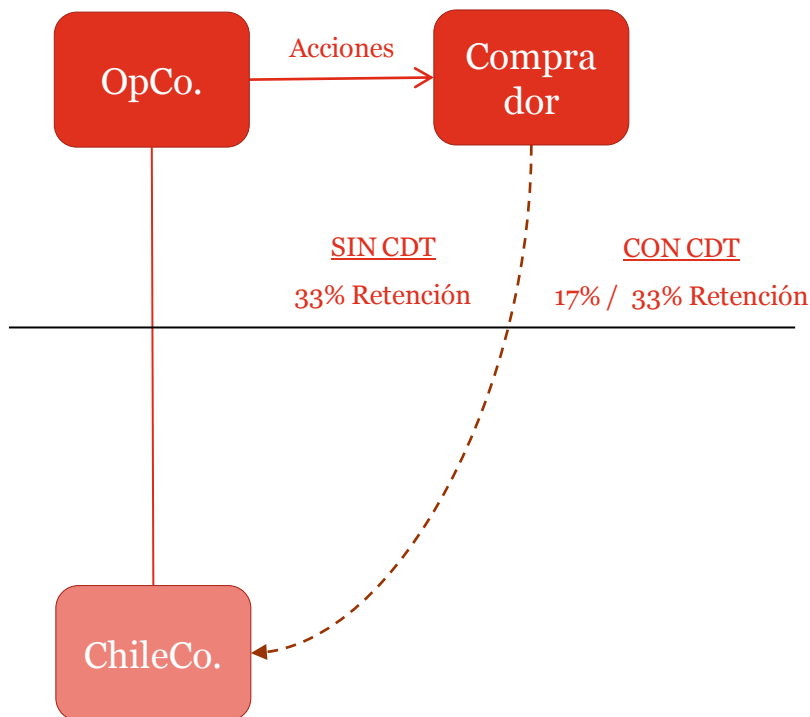 OpCo.
Acciones
Compra
dor
SIN CDT
33% Retención
CON CDT
17% / 33% Retención
ChileCo.